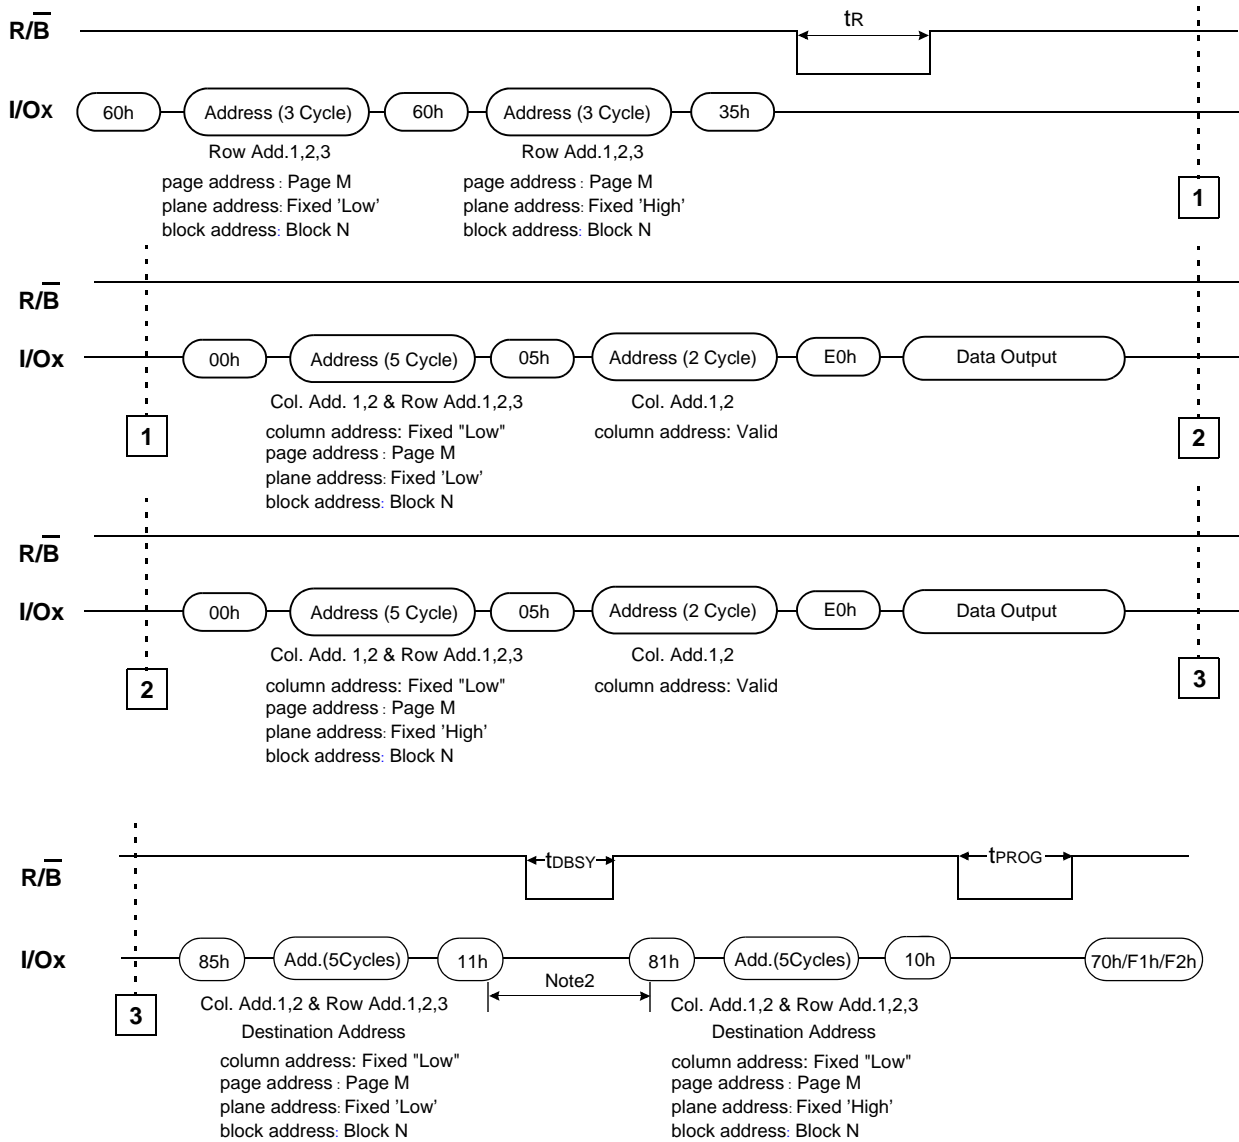 R/B tR
I/Ox 60h Address (3 Cycle) 60h Address (3 Cycle) 35h
Row Add.1,2,3 Row Add.1,2,3
page address : Page M page address : Page M
plane address: Fixed 'Low' plane address: Fixed 'High'
block address: Block N block address: Block N
1
R/B
I/Ox 00h Address (5 Cycle) 05h Address (2 Cycle) E0h Data Output
Col. Add. 1,2 & Row Add.1,2,3 Col. Add.1,2
column address: Fixed "Low" column address: Valid
page address : Page M
plane address: Fixed 'Low'
block address: Block N
1 2
R/B
I/Ox 00h Address (5 Cycle) 05h Address (2 Cycle) E0h Data Output
Col. Add. 1,2 & Row Add.1,2,3 Col. Add.1,2
column address: Fixed "Low" column address: Valid
page address : Page M
plane address: Fixed 'High'
block address: Block N
2 3
R/B tDBSY tPROG
I/Ox 85h Add.(5Cycles) 11h 81h Add.(5Cycles) 10h 70h/F1h/F2h
Note2
3
Col. Add.1,2 & Row Add.1,2,3 Col. Add.1,2 & Row Add.1,2,3
Destination Address Destination Address
column address: Fixed "Low" column address: Fixed "Low"
page address : Page M page address : Page M
plane address: Fixed 'Low' plane address: Fixed 'High'
block address: Block N block address: Block N